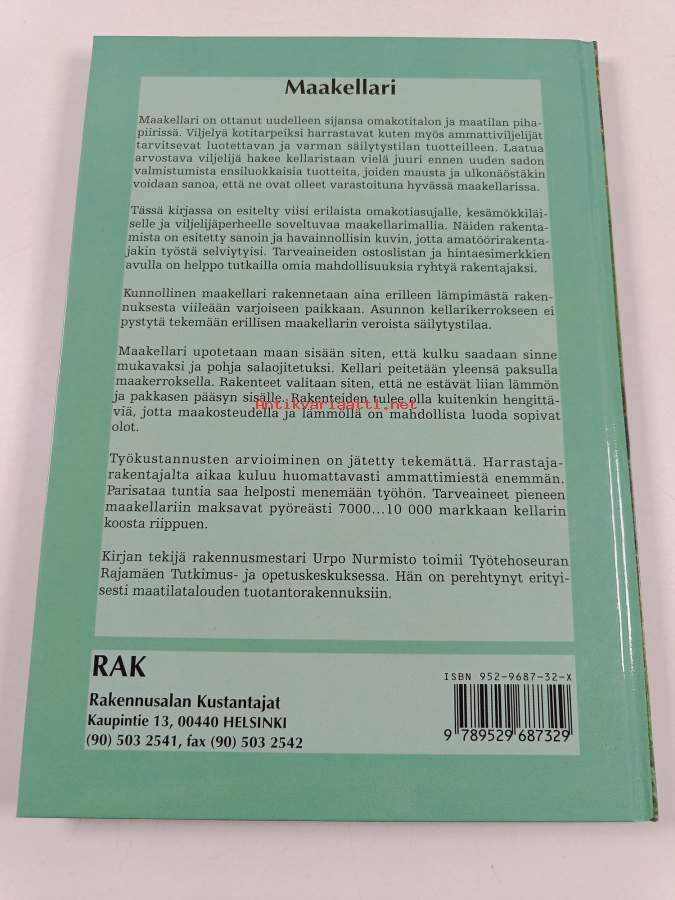 Maakellari
Maakellari on ottanut uudelleen sijansa omakotitalon ja maatilan piha-
piirissä. Viljelyä kotitarpeiksi harrastavat kuten myös ammattiviljelijät
tarvitsevat luotettavan ja varman säilytystilan tuotteilleen. Laatua
arvostava viljelijä hakee kellaristaan vielä juuri ennen uuden sadon
valmistumista ensiluokkaisia tuotteita, joiden mausta ja ulkonäöstäkin
voidaan sanoa, että ne ovat olleet varastoituna hyvässä maakellarissa.
Tässä kirjassa on esitelty viisi erilaista omakotiasujalle, kesämökkiläi-
selle ja viljelijäperheelle soveltuvaa maakellarimallia. Näiden rakenta-
mista on esitetty sanoin ja havainnollisin kuvin, jotta amatöörirakenta-
jakin työstä selviytyisi. Tarveaineiden ostoslistan ja hintaesimerkkien
avulla on helppo tutkailla omia mahdollisuuksia ryhtyä rakentajaksi.
Kunnollinen maakellari rakennetaan aina erilleen lämpimästä raken-
nuksesta viileään varjoiseen paikkaan. Asunnon kellarikerrokseen ei
pystytä tekemään erillisen maakellarin veroista säilytystilaa.
Maakellari upotetaan maan sisään siten, että kulku saadaan sinne
mukavaksi ja pohja salaojitetuksi. Kellari peitetään yleensä paksulla
maakerroksella. Rakenteet valitaan siten, että ne estävät liian lämmön
ja pakkasen pääsyn sisälle. Rakenteiden tulee olla kuitenkin hengittä-
Antikvariaatti.net
viä, jotta maakosteudella ja lämmöllä on mahdollista luoda sopivat
olot.
Työkustannusten arvioiminen on jätetty tekemättä. Harrastaja-
rakentajalta aikaa kuluu huomattavasti ammattimiestä enemmän.
Parisataa tuntia saa helposti menemään työhön. Tarveaineet pieneen
maakellariin maksavat pyöreästi 7000...10 000 markkaan kellarin
koosta riippuen.
Kirjan tekijä rakennusmestari Urpo Nurmisto toimii Työtehoseuran
Rajamäen Tutkimus- ja opetuskeskuksessa. Hän on perehtynyt erityi-
sesti maatilatalouden tuotantorakennuksiin.
RAK
Rakennusalan Kustantajat
Kaupintie 13, 00440 HELSINKI
(90) 503 2541, fax (90) 503 2542
ISBN 952-9687-32-X
9 789529 687329